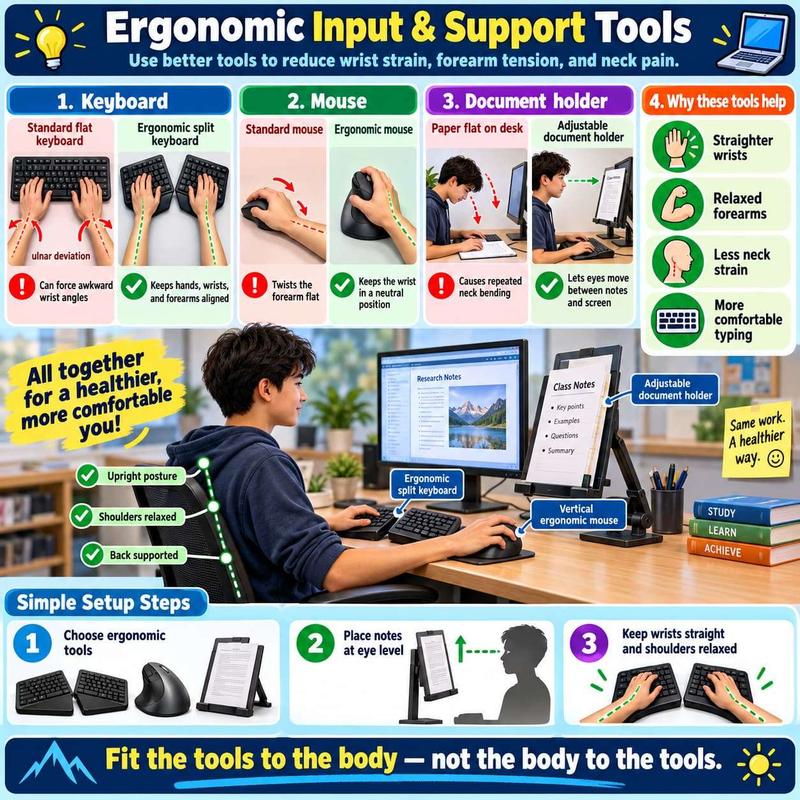 Ergonomic Input & Support Tools
Use better tools to reduce wrist strain, forearm tension, and neck pain.
1. Keyboard
Standard flat
keyboard
Ergonomic split
keyboard
ulnar deviation
Can force awkward
wrist angles
Keeps hands, wrists,
and forearms aligned
2. Mouse
Standard mouse
Ergonomic mouse
Twists the
forearm flat
Keeps the wrist
in a neutral
position
3. Document holder
Paper flat on desk
Adjustable
document holder
Causes repeated
neck bending
Lets eyes move
between notes
and screen
4. Why these tools help
Straighter
wrists
Relaxed
forearms
Less neck
strain
More
comfortable
typing
All together
for a healthier,
more comfortable
you!
Upright posture
Shoulders relaxed
Back supported
Research Notes
Class Notes
• Key points
• Examples
• Questions
• Summary
Adjustable
document holder
Ergonomic
split keyboard
Vertical
ergonomic mouse
Same work.
A healthier
way.
STUDY
LEARN
ACHIEVE
Simple Setup Steps
1
Choose ergonomic
tools
2
Place notes
at eye level
3
Keep wrists straight
and shoulders relaxed
Fit the tools to the body — not the body to the tools.